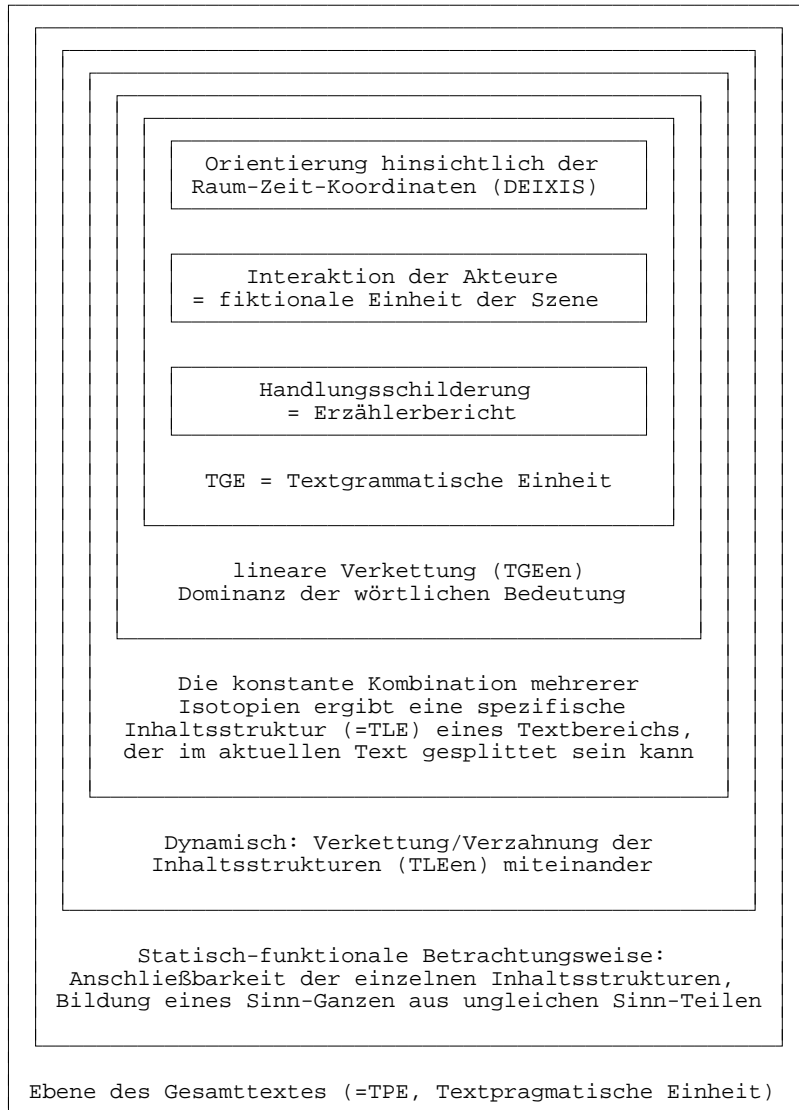 Orientierung hinsichtlich der
Raum-Zeit-Koordinaten (DEIXIS)
Interaktion der Akteure
= fiktionale Einheit der Szene
Handlungsschilderung
= Erzählerbericht
TGE = Textgrammatische Einheit
lineare Verkettung (TGEen)
Dominanz der wörtlichen Bedeutung
Die konstante Kombination mehrerer
Isotopien ergibt eine spezifische
Inhaltsstruktur (=TLE) eines Textbereichs,
der im aktuellen Text gesplittet sein kann
Dynamisch: Verkettung/Verzahnung der
Inhaltsstrukturen (TLEen) miteinander
Statisch-funktionale Betrachtungsweise:
Anschließbarkeit der einzelnen Inhaltsstrukturen,
Bildung eines Sinn-Ganzen aus ungleichen Sinn-Teilen
Ebene des Gesamttextes (=TPE, Textpragmatische Einheit)